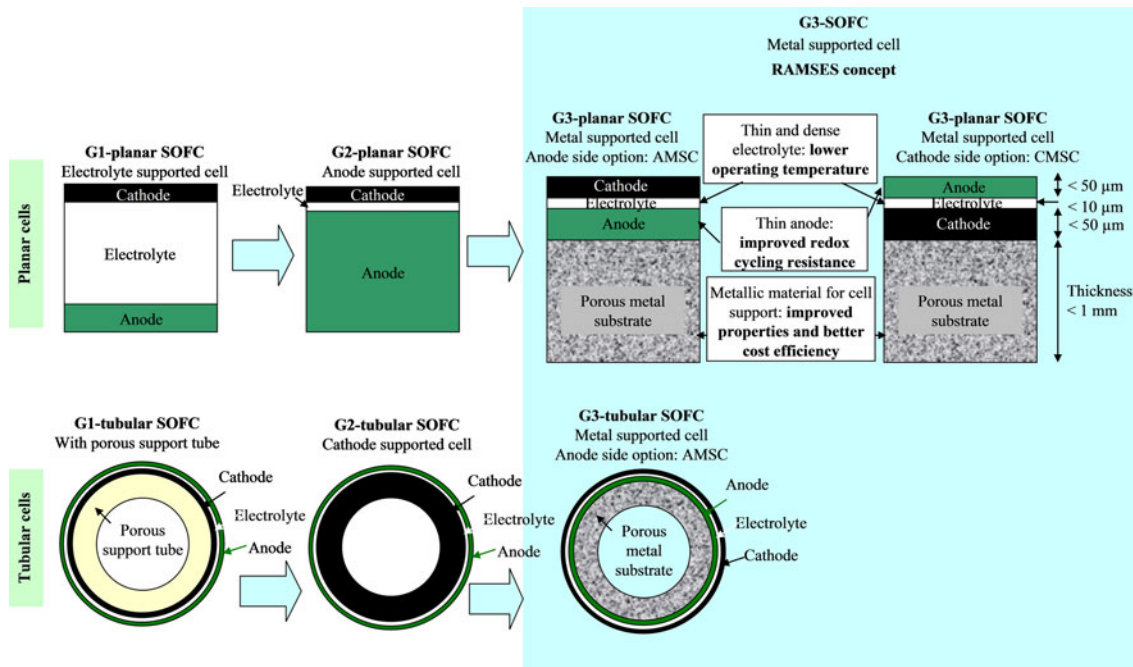 G3-SOFC
Metal supported cell
RAMSES concept
Planar cells
G1-planar SOFC
Electrolyte supported cell
Cathode
Electrolyte
Anode
G2-planar SOFC
Anode supported cell
Electrolyte
Cathode
Anode
G3-planar SOFC
Metal supported cell
Anode side option: AMSC
Cathode
Electrolyte
Anode
Porous metal
substrate
Thin and dense
electrolyte: lower
operating temperature
Thin anode:
improved redox
cycling resistance
Metallic material for cell
support: improved
properties and better
cost efficiency
G3-planar SOFC
Metal supported cell
Cathode side option: CMSC
Anode
Electrolyte
Cathode
Porous metal
substrate
< 50 µm
< 10 µm
< 50 µm
Thickness
< 1 mm
Tubular cells
G1-tubular SOFC
With porous support tube
Cathode
Electrolyte
Anode
Porous
support tube
G2-tubular SOFC
Cathode supported cell
Cathode
Electrolyte
Anode
G3-tubular SOFC
Metal supported cell
Anode side option: AMSC
Anode
Electrolyte
Cathode
Porous
metal
substrate